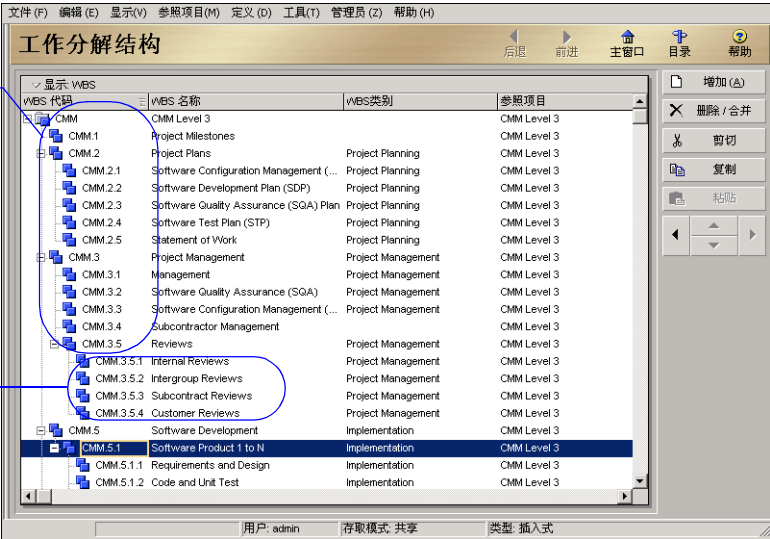 文件(F) 编辑(E) 显示(V) 参照项目(M) 定义(D) 工具(T) 管理员(Z) 帮助(H)
工作分解结构 后退 前进 主窗口 目录 帮助
显示: WBS
WBS 代码 WBS 名称 WBS类别 参照项目
CMM CMM Level 3 CMM Level 3
CMM.1 Project Milestones CMM Level 3
CMM.2 Project Plans Project Planning CMM Level 3
CMM.2.1 Software Configuration Management (... Project Planning CMM Level 3
CMM.2.2 Software Development Plan (SDP) Project Planning CMM Level 3
CMM.2.3 Software Quality Assurance (SQA) Plan Project Planning CMM Level 3
CMM.2.4 Software Test Plan (STP) Project Planning CMM Level 3
CMM.2.5 Statement of Work Project Planning CMM Level 3
CMM.3 Project Management Project Management CMM Level 3
CMM.3.1 Management Project Management CMM Level 3
CMM.3.2 Software Quality Assurance (SQA) Project Management CMM Level 3
CMM.3.3 Software Configuration Management (... Project Management CMM Level 3
CMM.3.4 Subcontractor Management CMM Level 3
CMM.3.5 Reviews Project Management CMM Level 3
CMM.3.5.1 Internal Reviews Project Management CMM Level 3
CMM.3.5.2 Intergroup Reviews Project Management CMM Level 3
CMM.3.5.3 Subcontract Reviews Project Management CMM Level 3
CMM.3.5.4 Customer Reviews Project Management CMM Level 3
CMM.5 Software Development Implementation CMM Level 3
CMM.5.1 Software Product 1 to N Implementation CMM Level 3
CMM.5.1.1 Requirements and Design Implementation CMM Level 3
CMM.5.1.2 Code and Unit Test Implementation CMM Level 3
增加(A)
删除/合并
剪切
复制
粘贴
用户: admin 存取模式: 共享 类型: 插入式